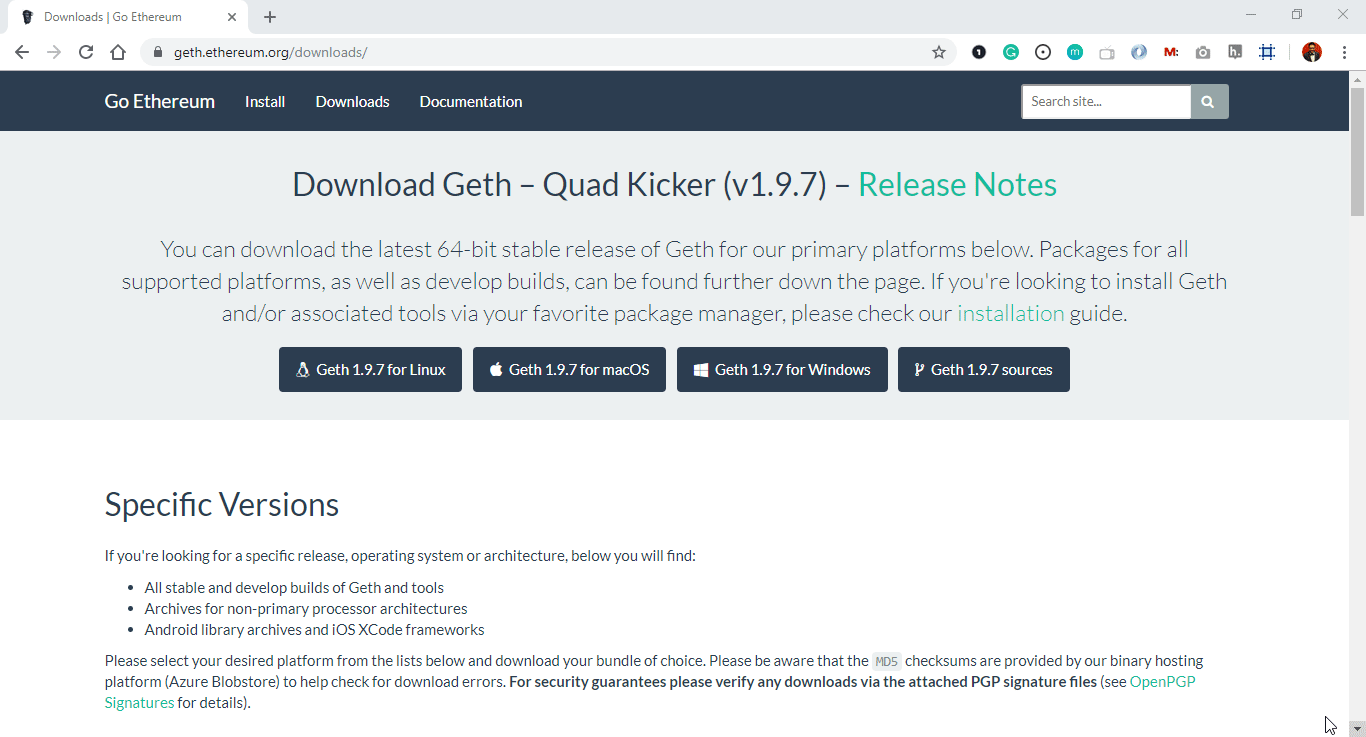 Downloads | Go Ethereum
geth.ethereum.org/downloads/
Go Ethereum Install Downloads Documentation Search site...
Download Geth – Quad Kicker (v1.9.7) – Release Notes
You can download the latest 64-bit stable release of Geth for our primary platforms below. Packages for all
supported platforms, as well as develop builds, can be found further down the page. If you're looking to install Geth
and/or associated tools via your favorite package manager, please check our installation guide.
Geth 1.9.7 for Linux Geth 1.9.7 for macOS Geth 1.9.7 for Windows Geth 1.9.7 sources
Specific Versions
If you're looking for a specific release, operating system or architecture, below you will find:
• All stable and develop builds of Geth and tools
• Archives for non-primary processor architectures
• Android library archives and iOS XCode frameworks
Please select your desired platform from the lists below and download your bundle of choice. Please be aware that the MD5 checksums are provided by our binary hosting
platform (Azure Blobstore) to help check for download errors. For security guarantees please verify any downloads via the attached PGP signature files (see OpenPGP
Signatures for details).